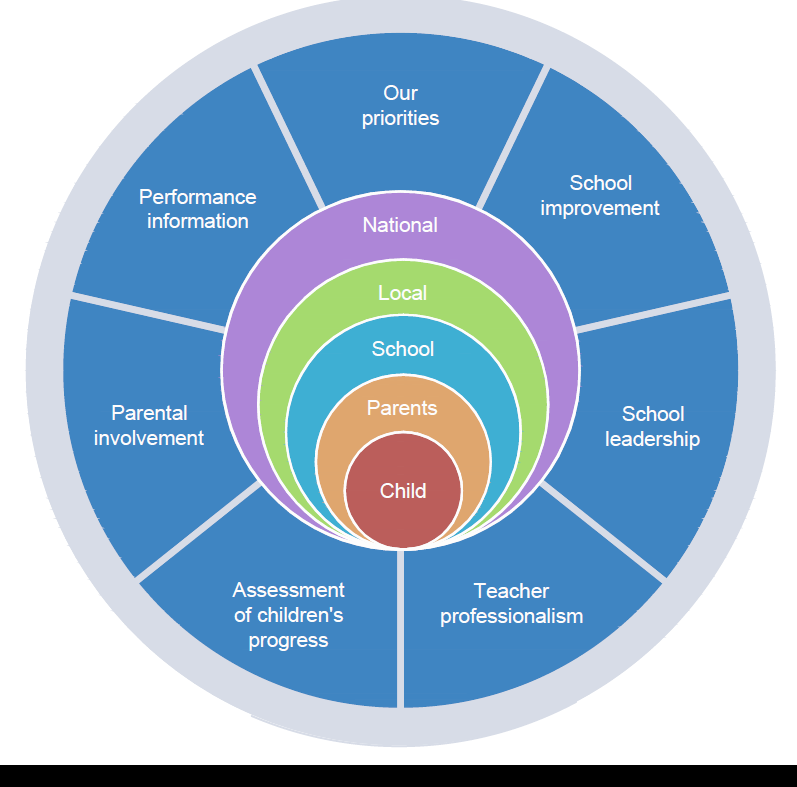 Our
priorities
School
improvement
School
leadership
Teacher
professionalism
Assessment
of children's
progress
Parental
involvement
Performance
information
National
Local
School
Parents
Child